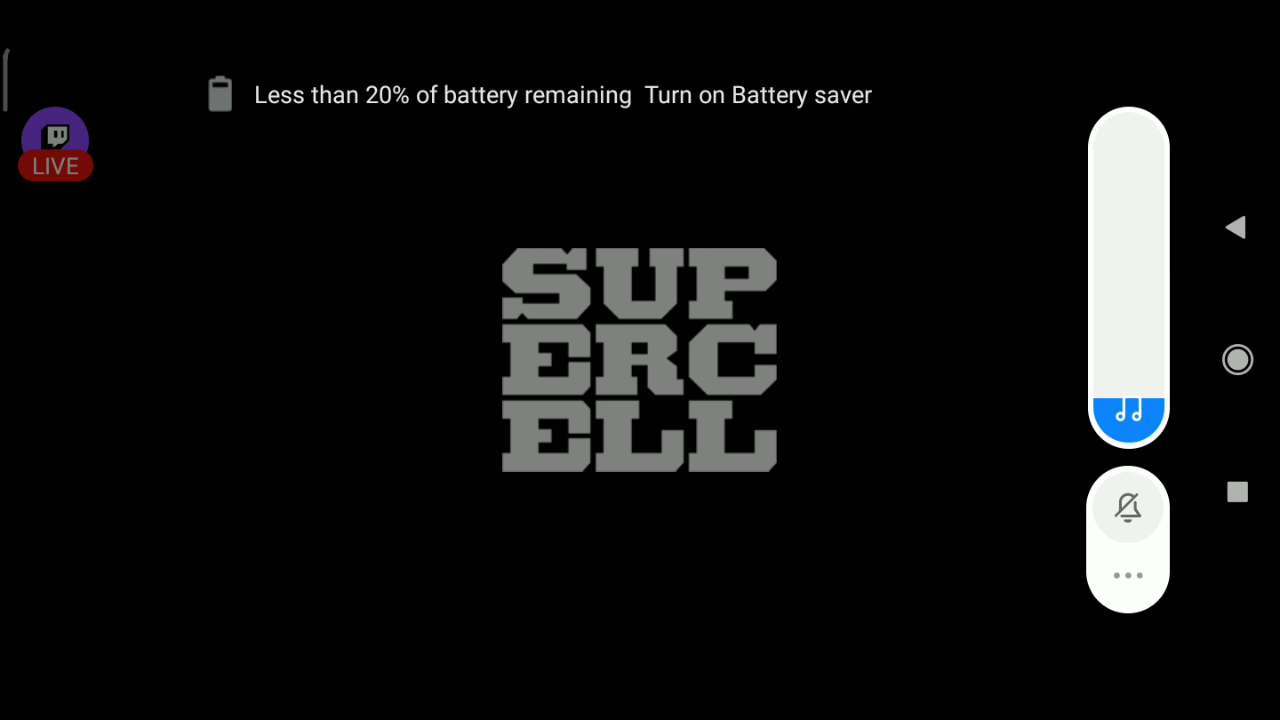 Less than 20% of battery remaining Turn on Battery saver
LIVE
SUP
ERC
ELL